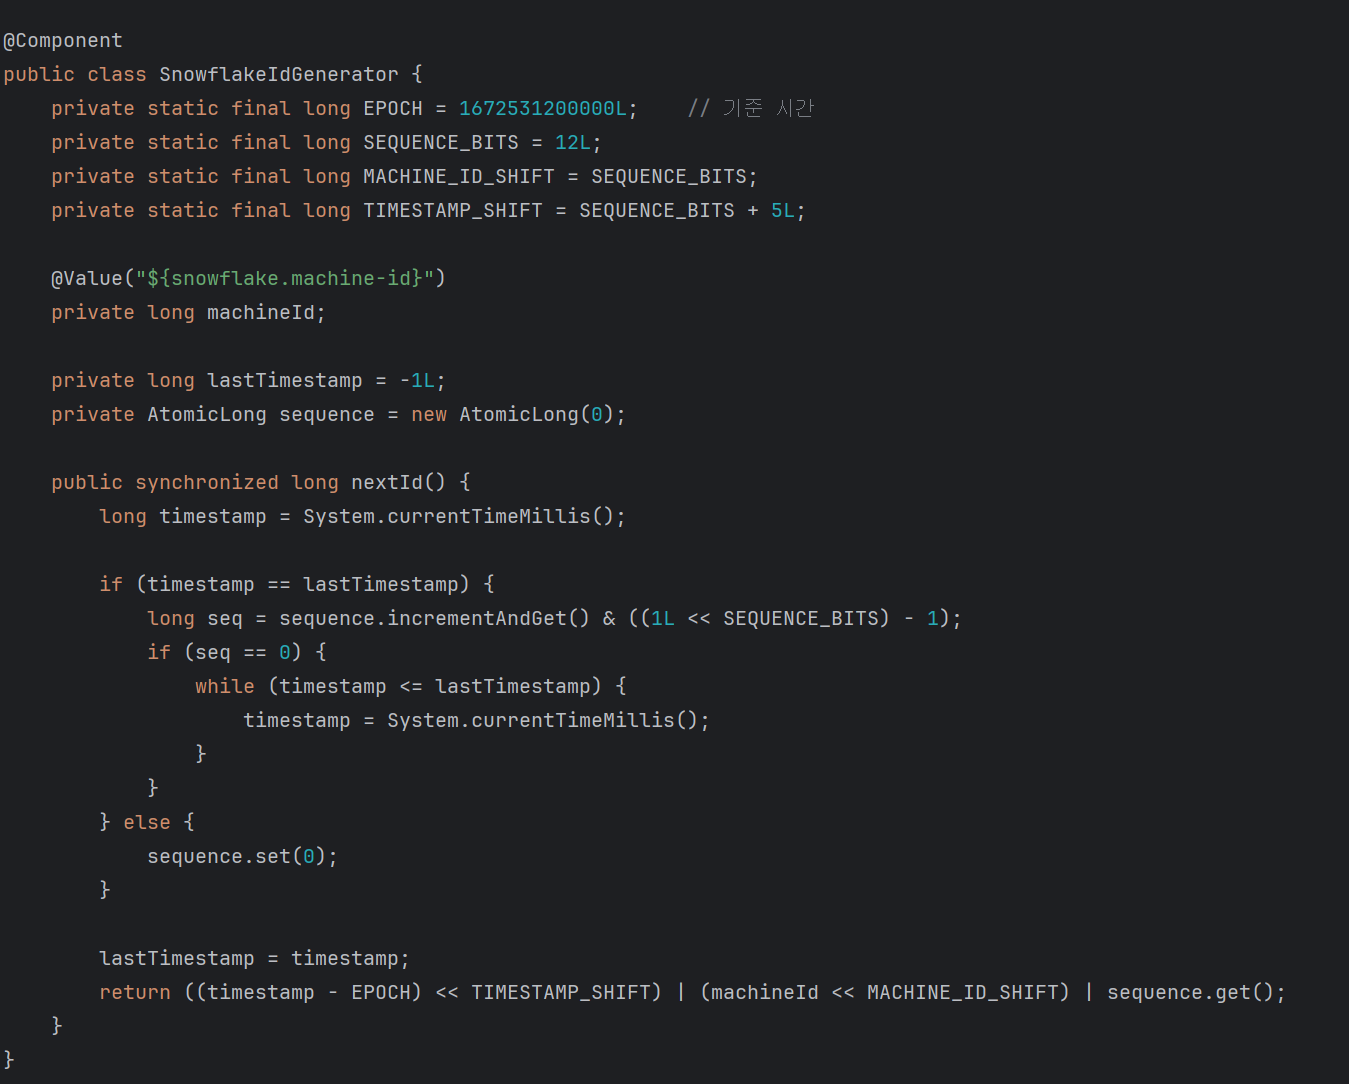 @Component
public class SnowflakeIdGenerator {
    private static final long EPOCH = 1672531200000L;    // 기준 시간
    private static final long SEQUENCE_BITS = 12L;
    private static final long MACHINE_ID_SHIFT = SEQUENCE_BITS;
    private static final long TIMESTAMP_SHIFT = SEQUENCE_BITS + 5L;

    @Value("${snowflake.machine-id}")
    private long machineId;

    private long lastTimestamp = -1L;
    private AtomicLong sequence = new AtomicLong(0);

    public synchronized long nextId() {
        long timestamp = System.currentTimeMillis();

        if (timestamp == lastTimestamp) {
            long seq = sequence.incrementAndGet() & ((1L << SEQUENCE_BITS) - 1);
            if (seq == 0) {
                while (timestamp <= lastTimestamp) {
                    timestamp = System.currentTimeMillis();
                }
            }
        } else {
            sequence.set(0);
        }

        lastTimestamp = timestamp;
        return ((timestamp - EPOCH) << TIMESTAMP_SHIFT) | (machineId << MACHINE_ID_SHIFT) | sequence.get();
    }
}